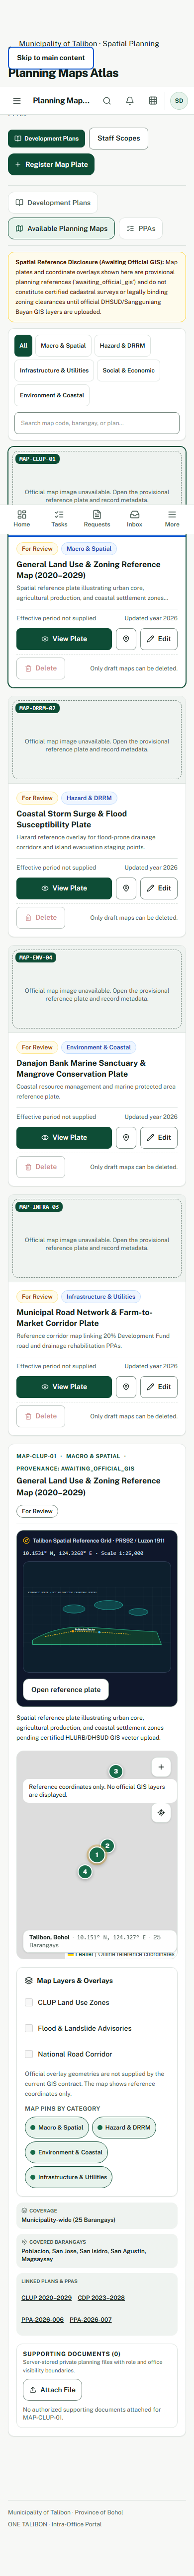 Municipality of Talibon · Spatial Planning
Skip to main content
Planning Maps Atlas
Planning Map...
SD
Development Plans
Staff Scopes
Register Map Plate
Development Plans
Available Planning Maps
PPAs
Spatial Reference Disclosure (Awaiting Official GIS): Map
plates and coordinate overlays shown here are provisional
planning references ('awaiting_official_gis') and do not
constitute certified cadastral surveys or legally binding
zoning clearances until official DHSUD/Sangguniang
Bayan GIS layers are uploaded.
All
Macro & Spatial
Hazard & DRRM
Infrastructure & Utilities
Social & Economic
Environment & Coastal
Search map code, barangay, or plan...
MAP-CLUP-01
Official map image unavailable. Open the provisional
Home
Tasks
Requests
Inbox
More
For Review
Macro & Spatial
General Land Use & Zoning Reference
Map (2020–2029)
Spatial reference plate illustrating urban core,
agricultural production, and coastal settlement zones...
Effective period not supplied
Updated year 2026
View Plate
Edit
Delete
Only draft maps can be deleted.
MAP-DRRM-02
Official map image unavailable. Open the provisional
reference plate and record metadata.
For Review
Hazard & DRRM
Coastal Storm Surge & Flood
Susceptibility Plate
Hazard reference overlay for flood-prone drainage
corridors and island evacuation staging points.
Effective period not supplied
Updated year 2026
View Plate
Edit
Delete
Only draft maps can be deleted.
MAP-ENV-04
Official map image unavailable. Open the provisional
reference plate and record metadata.
For Review
Environment & Coastal
Danajon Bank Marine Sanctuary &
Mangrove Conservation Plate
Coastal resource management and marine protected area
reference plate.
Effective period not supplied
Updated year 2026
View Plate
Edit
Delete
Only draft maps can be deleted.
MAP-INFRA-03
Official map image unavailable. Open the provisional
reference plate and record metadata.
For Review
Infrastructure & Utilities
Municipal Road Network & Farm-to-
Market Corridor Plate
Reference corridor map linking 20% Development Fund
road and drainage rehabilitation PPAs.
Effective period not supplied
Updated year 2026
View Plate
Edit
Delete
Only draft maps can be deleted.
MAP-CLUP-01 • MACRO & SPATIAL •
PROVENANCE: AWAITING_OFFICIAL_GIS
General Land Use & Zoning Reference
Map (2020–2029)
For Review
Talibon Spatial Reference Grid · PRS92 / Luzon 1911
10.1531° N, 124.3268° E · Scale 1:25,000
Open reference plate
Spatial reference plate illustrating urban core,
agricultural production, and coastal settlement zones
pending certified HLURB/DHSUD GIS vector upload.
3
Reference coordinates only. No official GIS layers
are displayed.
2
1
4
Talibon, Bohol · 10.151° N, 124.327° E · 25
Barangays
Leaflet | Offline reference coordinates
Map Layers & Overlays
CLUP Land Use Zones
Flood & Landslide Advisories
National Road Corridor
Official overlay geometries are not supplied by the
current GIS contract. The map shows reference
coordinates only.
MAP PINS BY CATEGORY
Macro & Spatial
Hazard & DRRM
Environment & Coastal
Infrastructure & Utilities
COVERAGE
Municipality-wide (25 Barangays)
COVERED BARANGAYS
Poblacion, San Jose, San Isidro, San Agustin,
Magsaysay
LINKED PLANS & PPAS
CLUP 2020–2029
CDP 2023–2028
PPA-2026-006
PPA-2026-007
SUPPORTING DOCUMENTS (0)
Server-stored private planning files with role and office
visibility boundaries.
Attach File
No authorized supporting documents attached for
MAP-CLUP-01.
Municipality of Talibon · Province of Bohol
ONE TALIBON · Intra-Office Portal